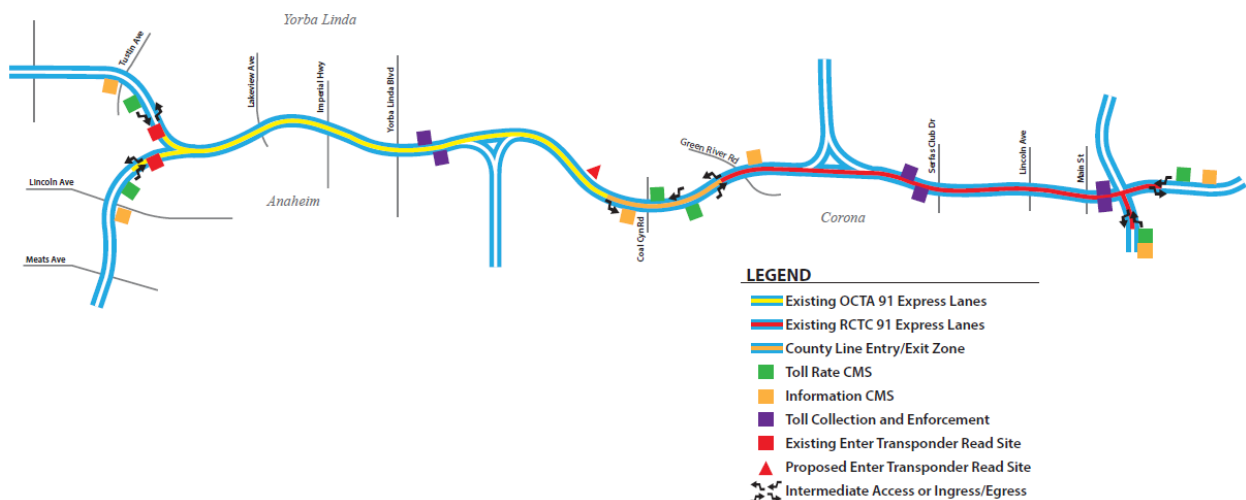 Yorba Linda
Tustin Ave
Lakeview Ave
Imperial Hwy
Yorba Linda Blvd
Green River Rd
Serfas Club Dr
Lincoln Ave
Main St
Lincoln Ave
Anaheim
Coal Cyn Rd
Corona
Meats Ave
LEGEND
Existing OCTA 91 Express Lanes
Existing RCTC 91 Express Lanes
County Line Entry/Exit Zone
Toll Rate CMS
Information CMS
Toll Collection and Enforcement
Existing Enter Transponder Read Site
Proposed Enter Transponder Read Site
Intermediate Access or Ingress/Egress